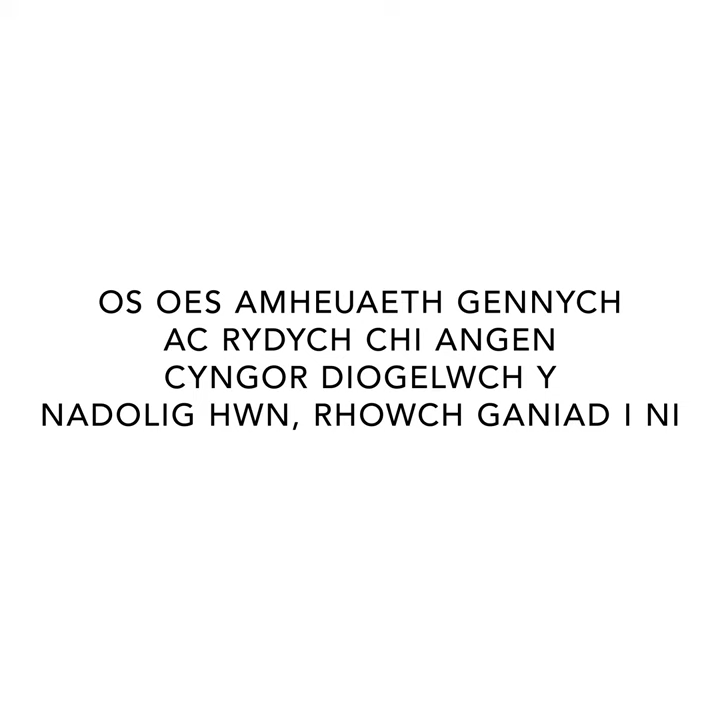 OS OES AMHEUAETH GENNYCH
AC RYDYCH CHI ANGEN
CYNGOR DIOGELWCH Y
NADOLIG HWN, RHOWCH GANIAD I NI